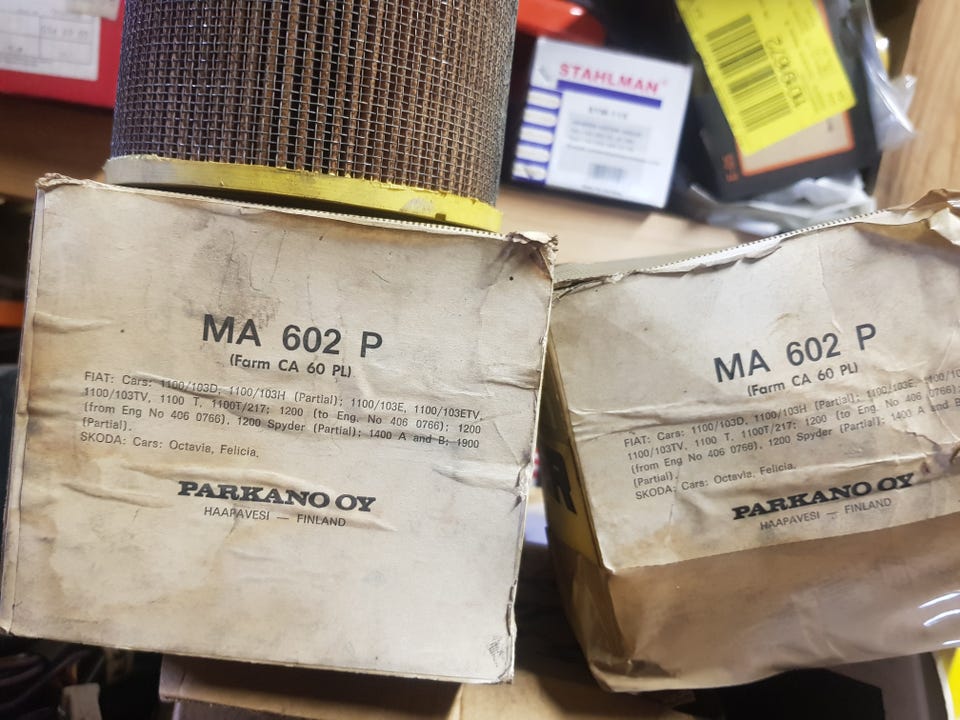 STAHLMAN
MA 602 P
(Farm CA 60 PL)
FIAT: Cars: 1100/103D, 1100/103H (Partial); 1100/103E, 1100/103ETV,
1100/103TV, 1100 T, 1100T/217; 1200 (to Eng. No 406 0766); 1200
(from Eng No 406 0766), 1200 Spyder (Partial); 1400 A and B; 1900
(Partial).
SKODA: Cars: Octavia, Felicia,
PARKANO OY
HAAPAVESI — FINLAND
MA 602 P
(Farm CA 60 PL)
FIAT: Cars: 1100/103D, 1100/103H (Partial); 1100/103E,
1100/103TV, 1100 T, 1100T/217; 1200 (to Eng. No 406 0766);
(from Eng No 406 0766), 1200 Spyder (Partial); 1400 A and B
(Partial).
SKODA: Cars: Octavia, Felicia,
PARKANO OY
HAAPAVESI — FINLAND